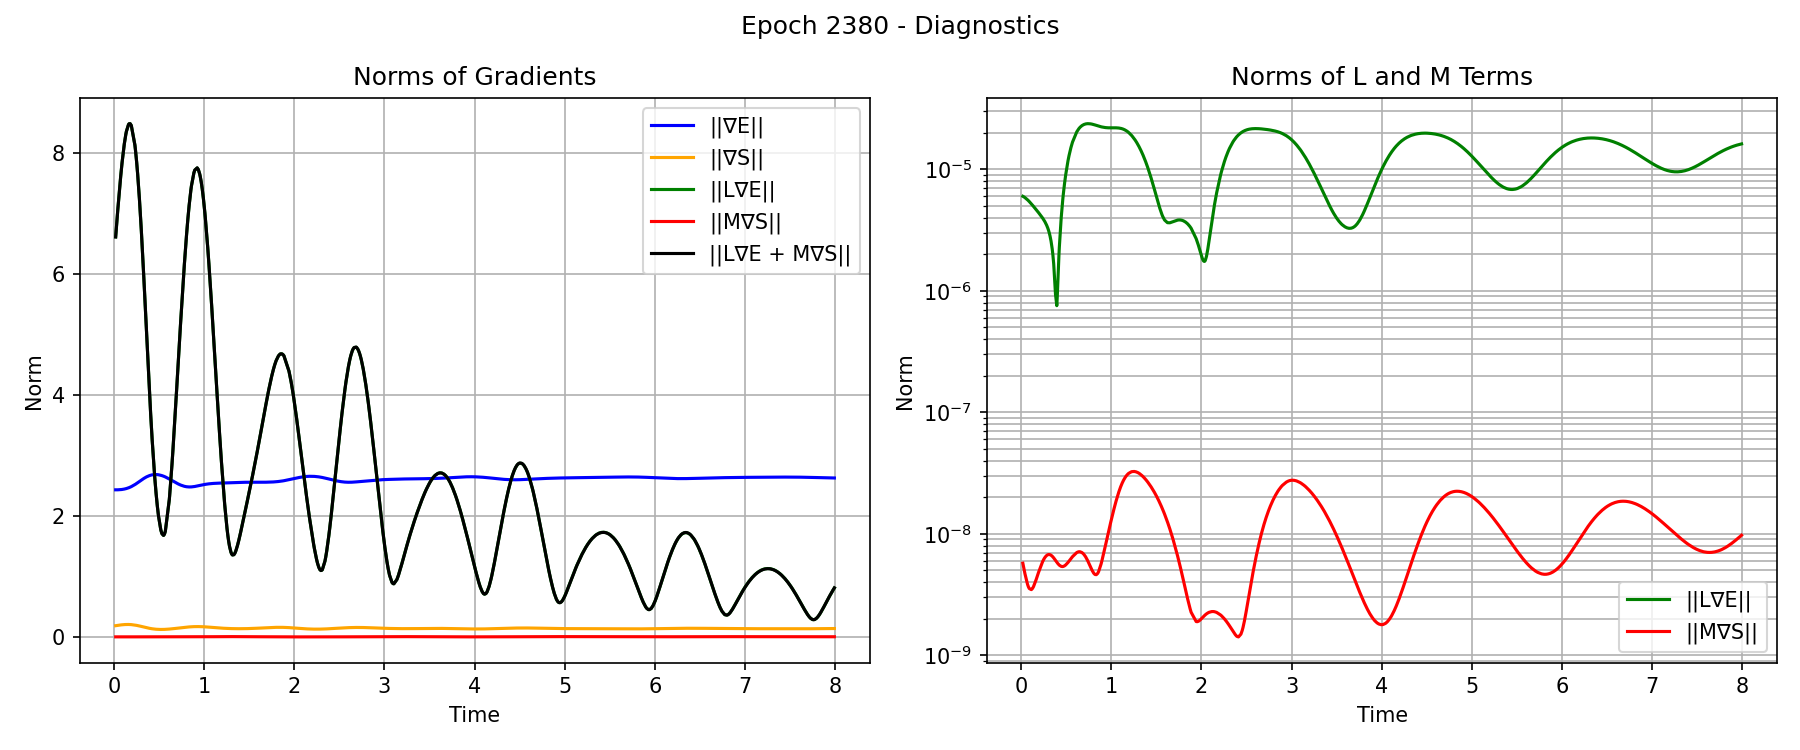 Epoch 2380 - Diagnostics
Norms of Gradients
Norm
8
6
4
2
0
||∇E||
||∇S||
||L∇E||
||M∇S||
||L∇E + M∇S||
0 1 2 3 4 5 6 7 8
Time
Norms of L and M Terms
Norm
10⁻⁵
10⁻⁶
10⁻⁷
10⁻⁸
10⁻⁹
||L∇E||
||M∇S||
0 1 2 3 4 5 6 7 8
Time